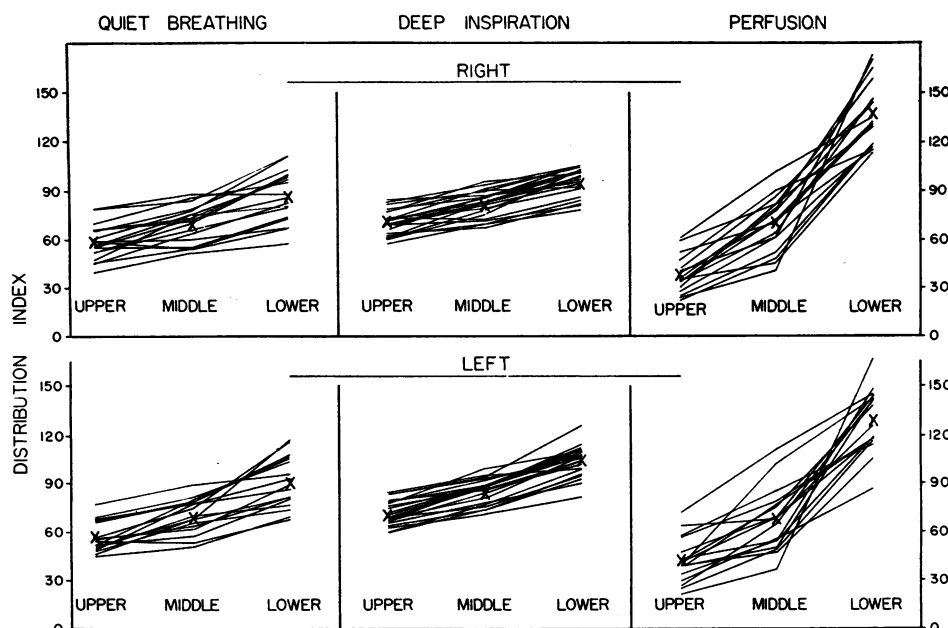 QUIET BREATHING DEEP INSPIRATION PERFUSION
RIGHT
150 150
120 120
90 90
60 60
30 30
UPPER MIDDLE LOWER UPPER MIDDLE LOWER UPPER MIDDLE LOWER
0 0
DISTRIBUTION INDEX
LEFT
150 150
120 120
90 90
60 60
30 30
UPPER MIDDLE LOWER UPPER MIDDLE LOWER UPPER MIDDLE LOWER
0 0